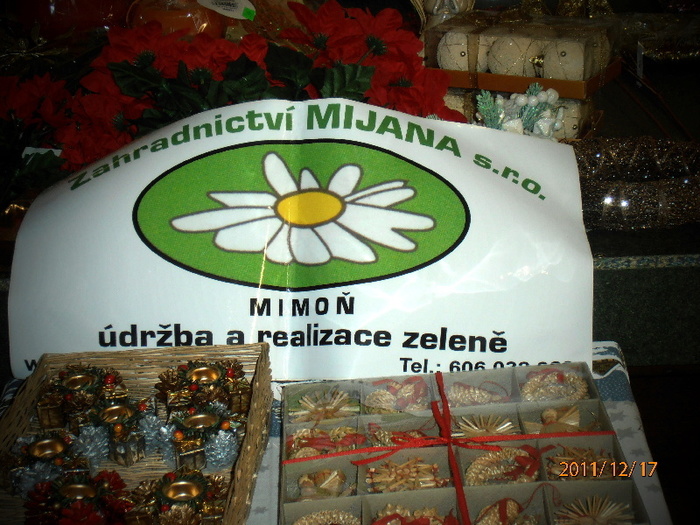 Zahradnictví MIJANA s.r.o.
MIMOŇ
údržba a realizace zeleně
Tel.: 606
2011/12/17